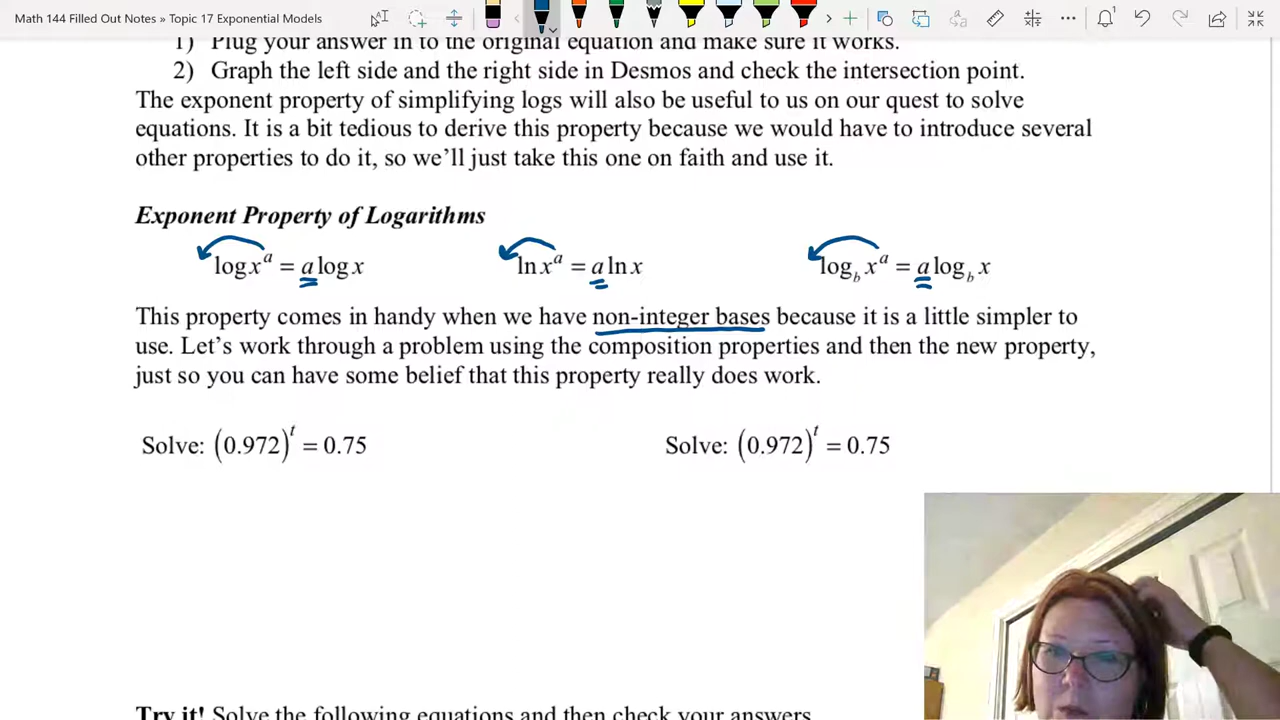 Math 144 Filled Out Notes » Topic 17 Exponential Models
1) Plug your answer in to the original equation and make sure it works.
2) Graph the left side and the right side in Desmos and check the intersection point.
The exponent property of simplifying logs will also be useful to us on our quest to solve
equations. It is a bit tedious to derive this property because we would have to introduce several
other properties to do it, so we’ll just take this one on faith and use it.
Exponent Property of Logarithms
log xᵃ = a log x ln xᵃ = a ln x log_b xᵃ = a log_b x
This property comes in handy when we have non-integer bases because it is a little simpler to
use. Let’s work through a problem using the composition properties and then the new property,
just so you can have some belief that this property really does work.
Solve: (0.972)ᵗ = 0.75 Solve: (0.972)ᵗ = 0.75
Try it! Solve the following equations and then check your answers